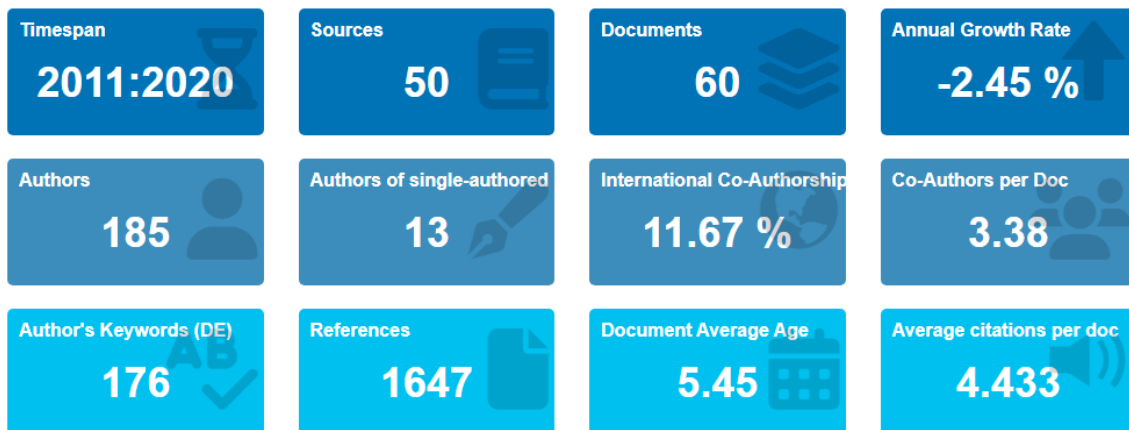 Timespan
2011:2020
Sources
50
Documents
60
Annual Growth Rate
-2.45 %
Authors
185
Authors of single-authored
13
International Co-Authorship
11.67 %
Co-Authors per Doc
3.38
Author's Keywords (DE)
176
AB
References
1647
Document Average Age
5.45
Average citations per doc
4.433